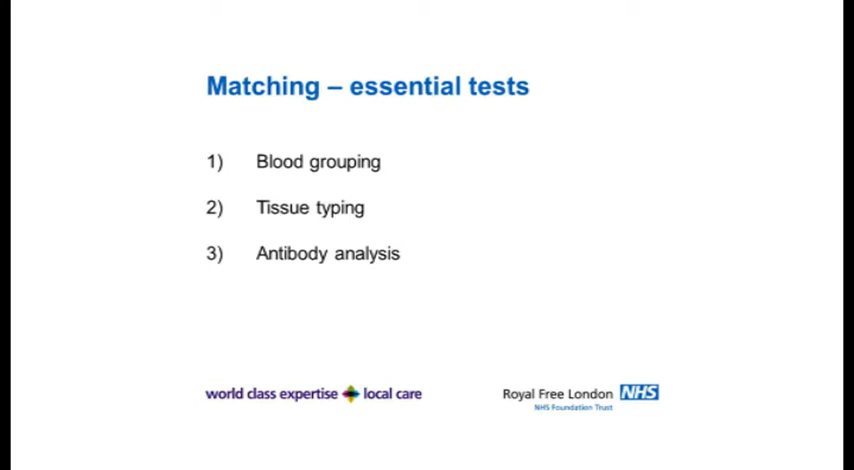 Matching – essential tests
1) Blood grouping
2) Tissue typing
3) Antibody analysis
world class expertise local care
Royal Free London NHS
NHS Foundation Trust